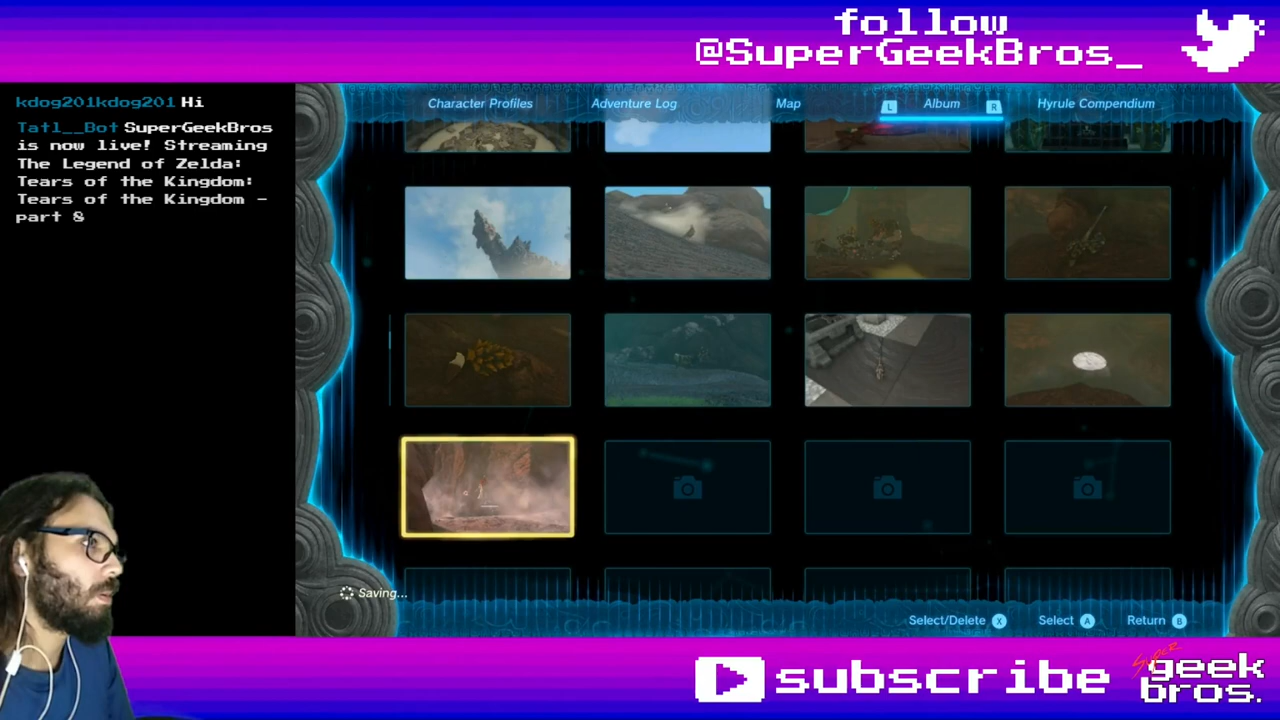 follow
@SuperGeekBros_
kdog201kdog201 Hi
Tatl__Bot SuperGeekBros
is now live! Streaming
The Legend of Zelda:
Tears of the Kingdom:
Tears of the Kingdom -
part 8
Character Profiles Adventure Log Map L Album R Hyrule Compendium
Saving...
Select/Delete X Select A Return B
subscribe
super
geek
bros.